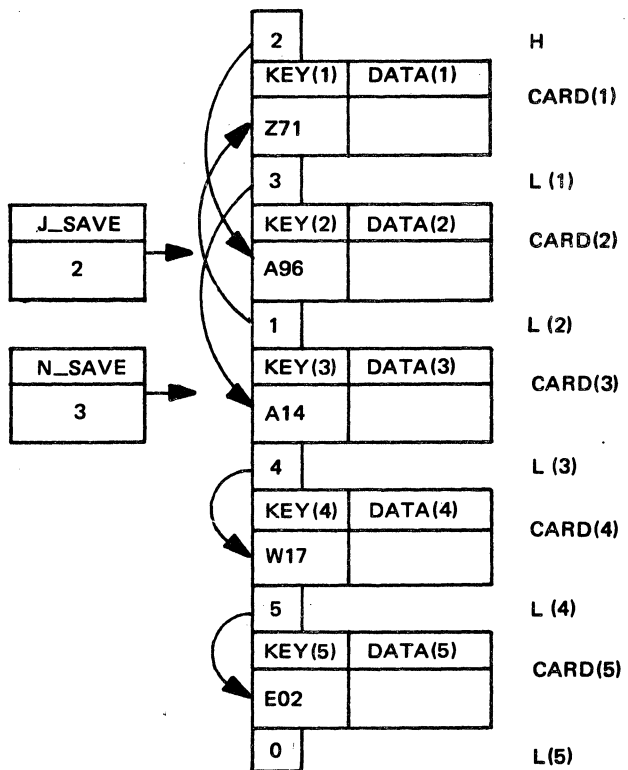 2 H
KEY(1) DATA(1)
CARD(1)
Z71
3 L (1)
J_SAVE
2
KEY(2) DATA(2)
CARD(2)
A96
1 L (2)
N_SAVE
3
KEY(3) DATA(3)
CARD(3)
A14
4 L (3)
KEY(4) DATA(4)
CARD(4)
W17
5 L (4)
KEY(5) DATA(5)
CARD(5)
E02
0 L(5)